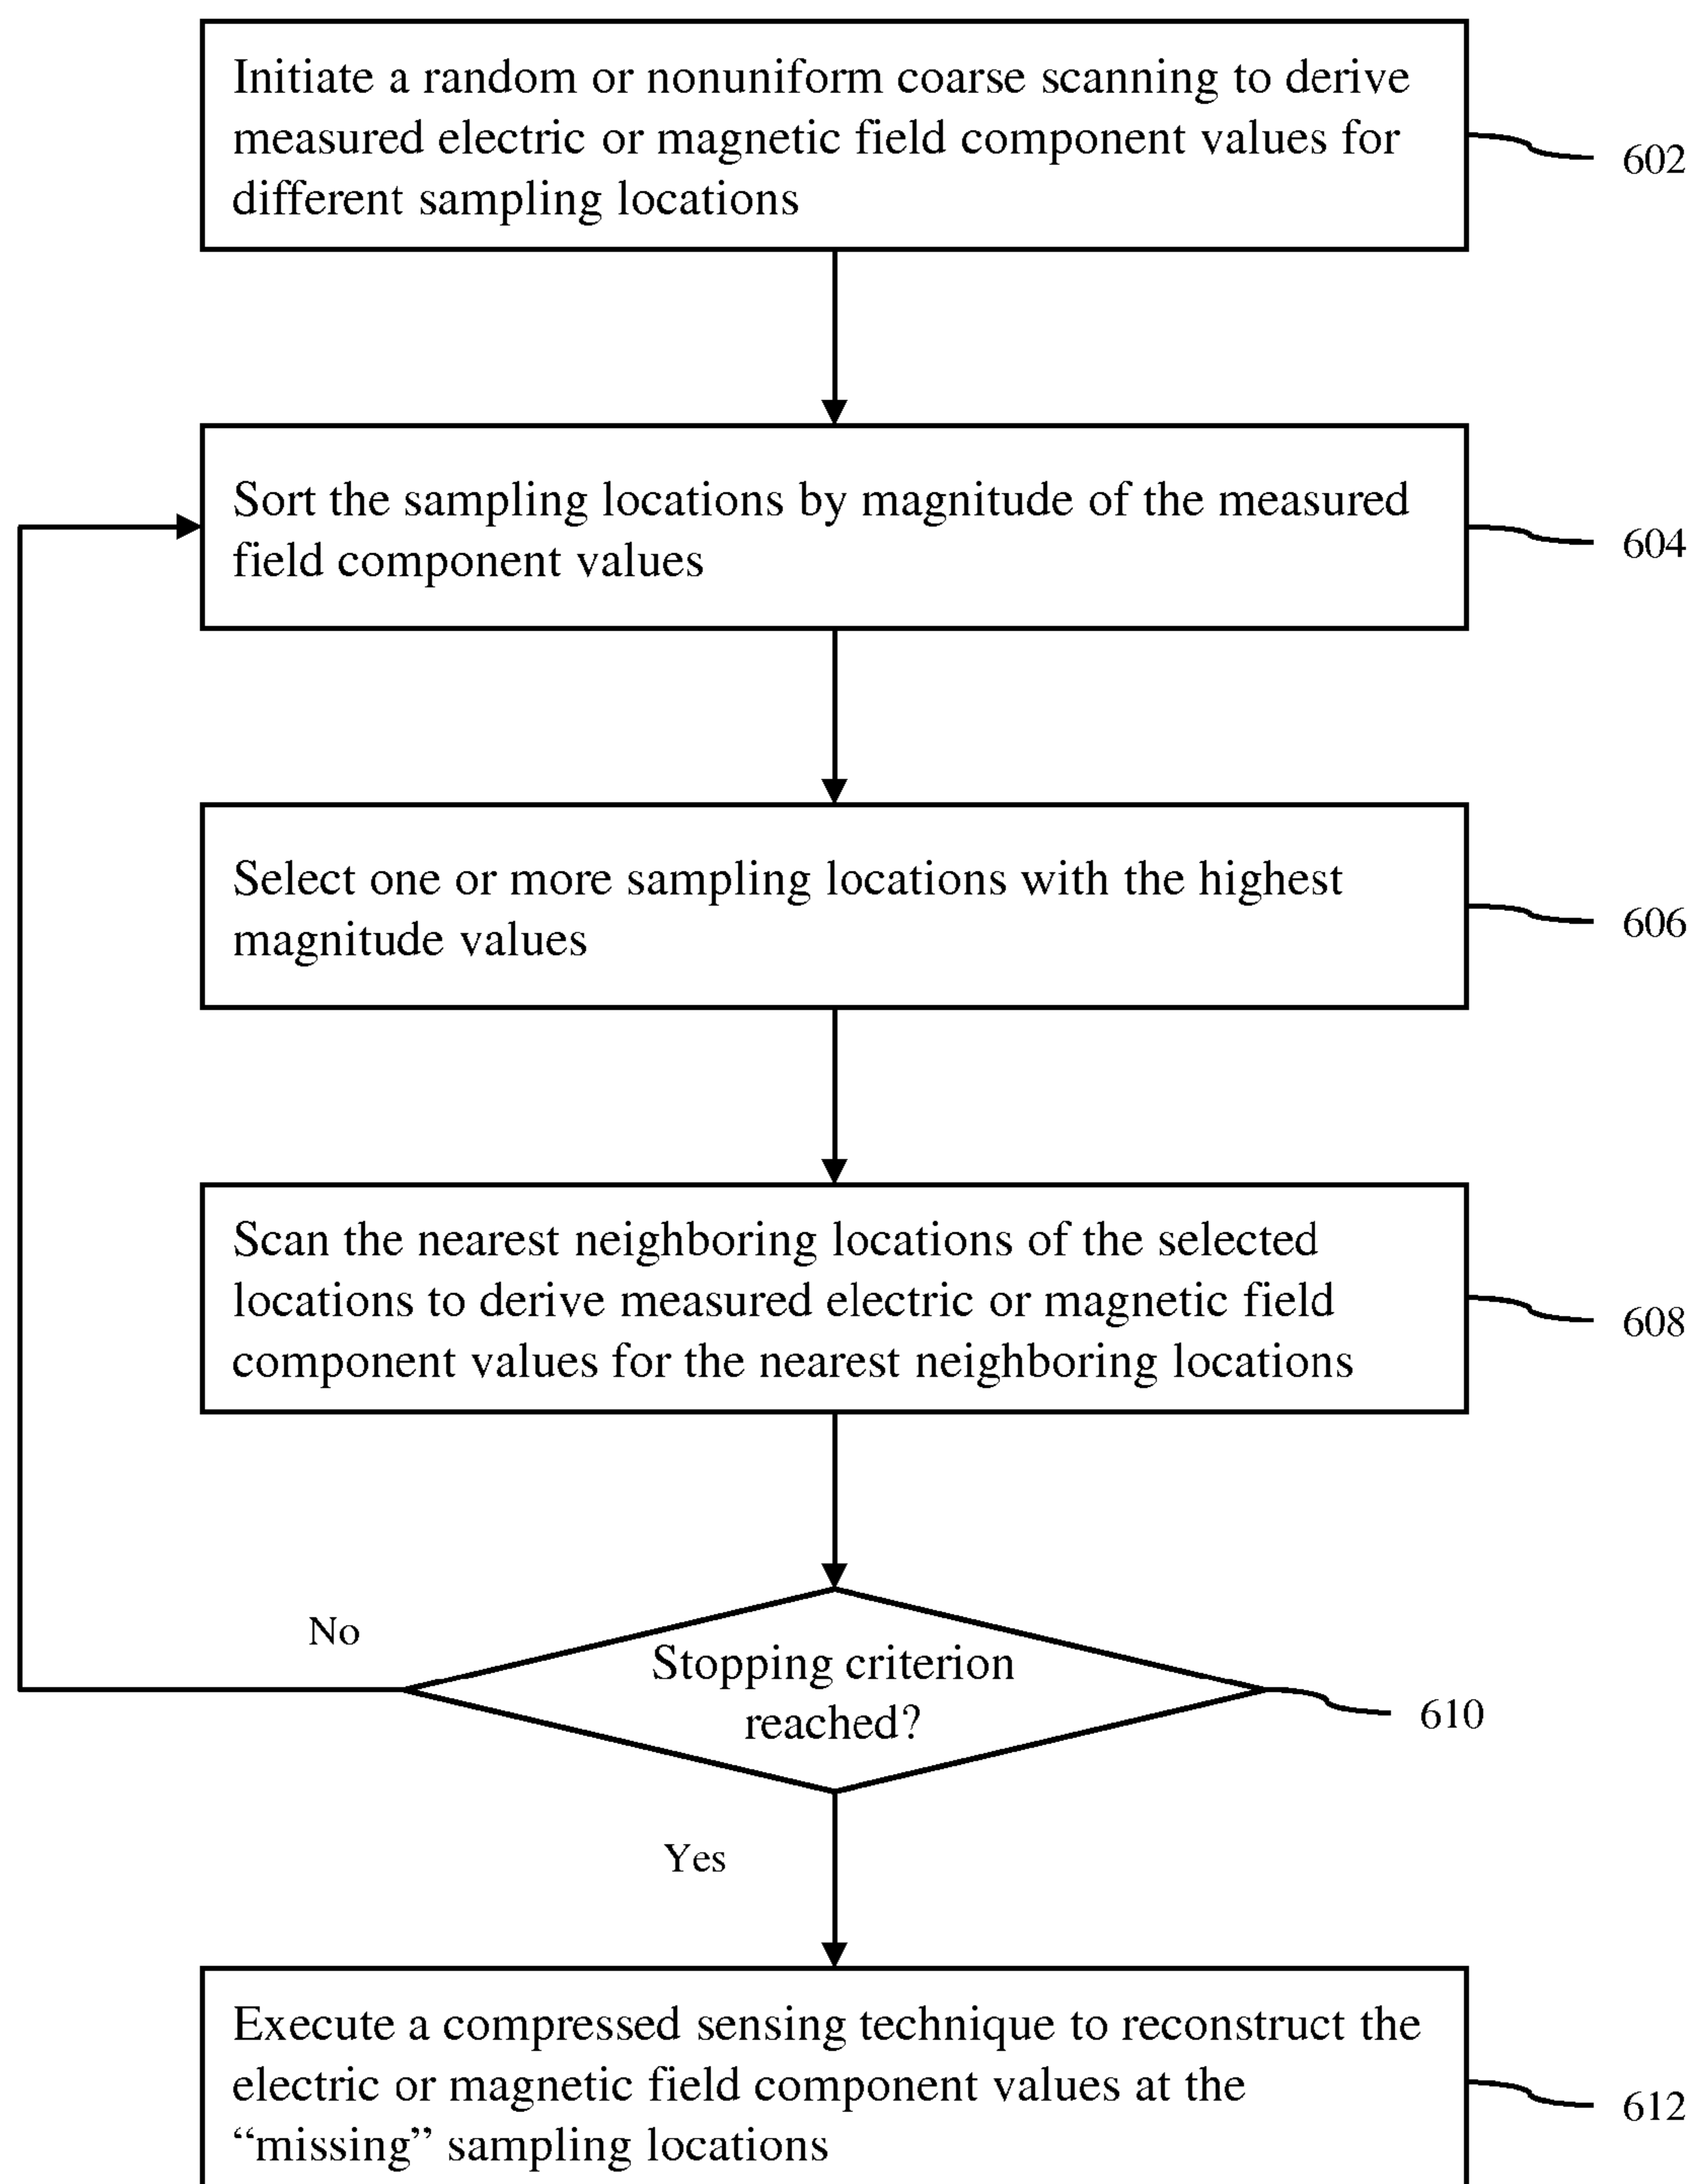 Initiate a random or nonuniform coarse scanning to derive
measured electric or magnetic field component values for
different sampling locations
602
Sort the sampling locations by magnitude of the measured
field component values
604
Select one or more sampling locations with the highest
magnitude values
606
Scan the nearest neighboring locations of the selected
locations to derive measured electric or magnetic field
component values for the nearest neighboring locations
608
No
Stopping criterion
reached?
610
Yes
Execute a compressed sensing technique to reconstruct the
electric or magnetic field component values at the
“missing” sampling locations
612